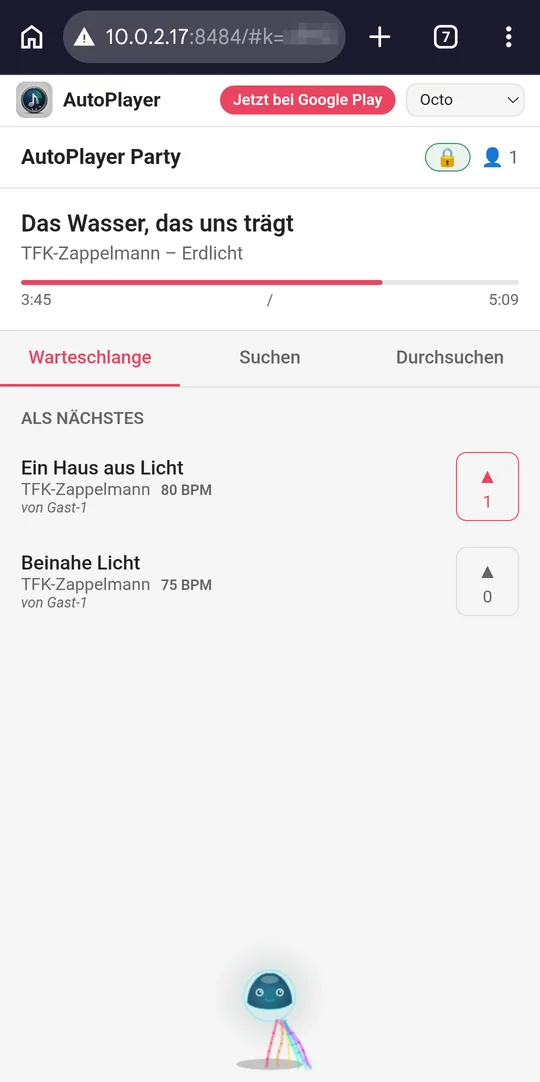 10.0.2.17:8484/#k=
7
AutoPlayer
Jetzt bei Google Play
Octo
AutoPlayer Party
1
Das Wasser, das uns trägt
TFK-Zappelmann – Erdlicht
3:45 / 5:09
Warteschlange Suchen Durchsuchen
ALS NÄCHSTES
Ein Haus aus Licht
TFK-Zappelmann 80 BPM
von Gast-1
▲
1
Beinahe Licht
TFK-Zappelmann 75 BPM
von Gast-1
▲
0